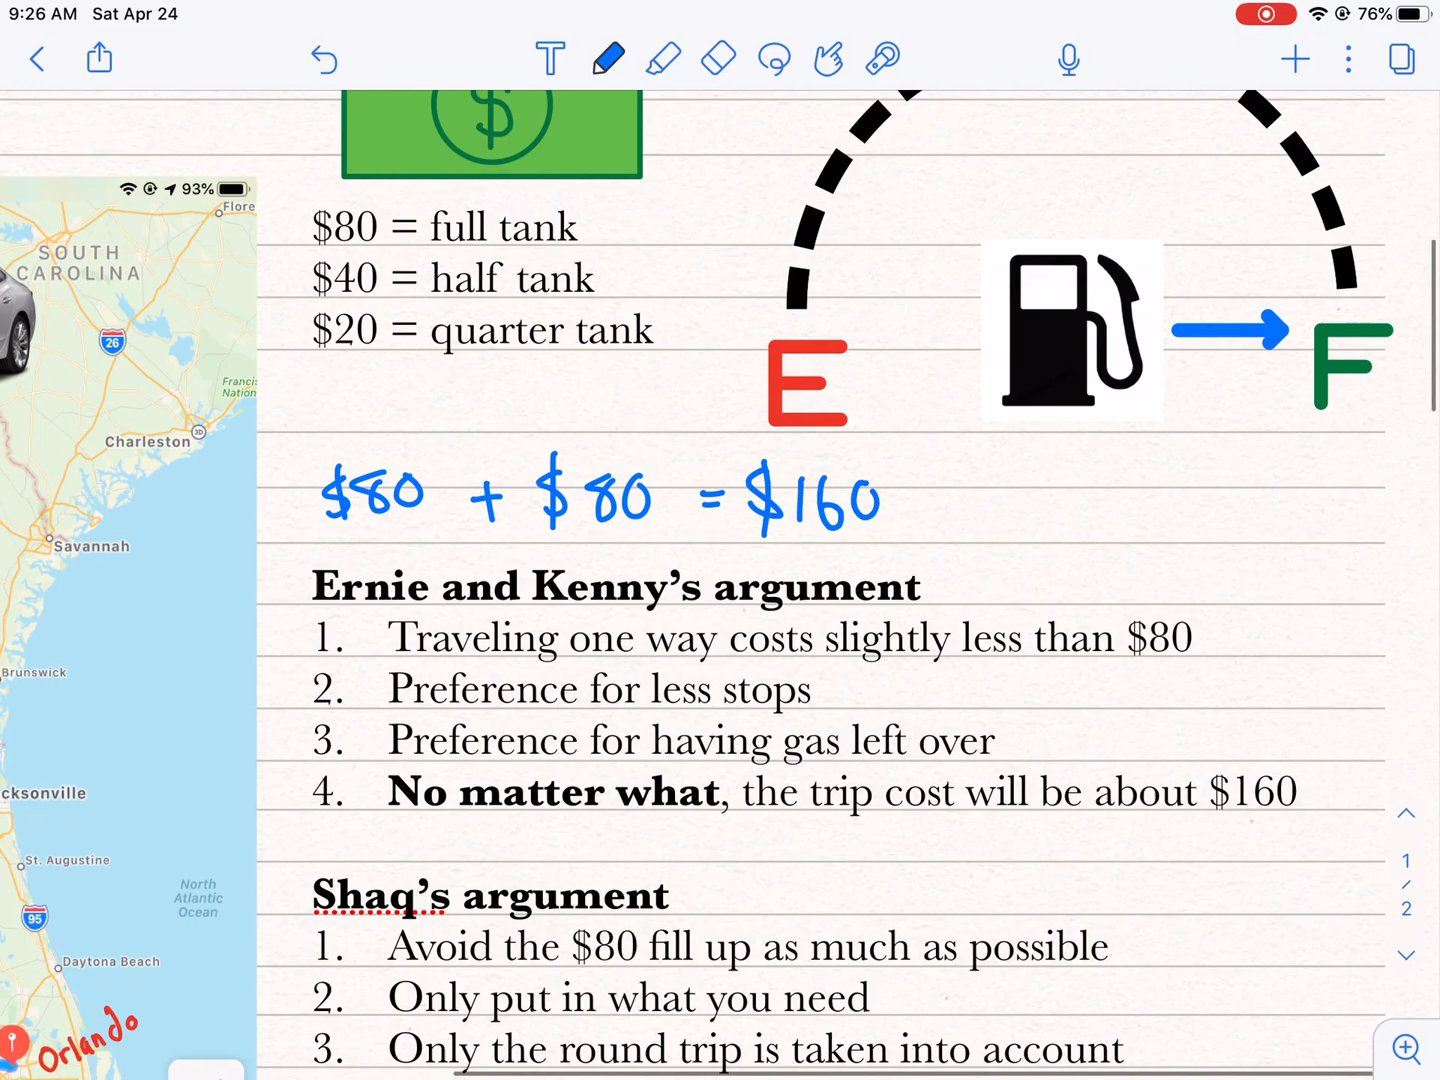 9:26 AM Sat Apr 24
76%
T
$
93%
Flore
SOUTH
CAROLINA
26
Francis
Nation
Charleston
Savannah
Brunswick
cksonville
St. Augustine
North
Atlantic
Ocean
95
Daytona Beach
Orlando
$80 = full tank
$40 = half tank
$20 = quarter tank
E
F
$80 + $80 = $160
Ernie and Kenny’s argument
1. Traveling one way costs slightly less than $80
2. Preference for less stops
3. Preference for having gas left over
4. No matter what, the trip cost will be about $160
Shaq’s argument
1. Avoid the $80 fill up as much as possible
2. Only put in what you need
3. Only the round trip is taken into account
1
/
2